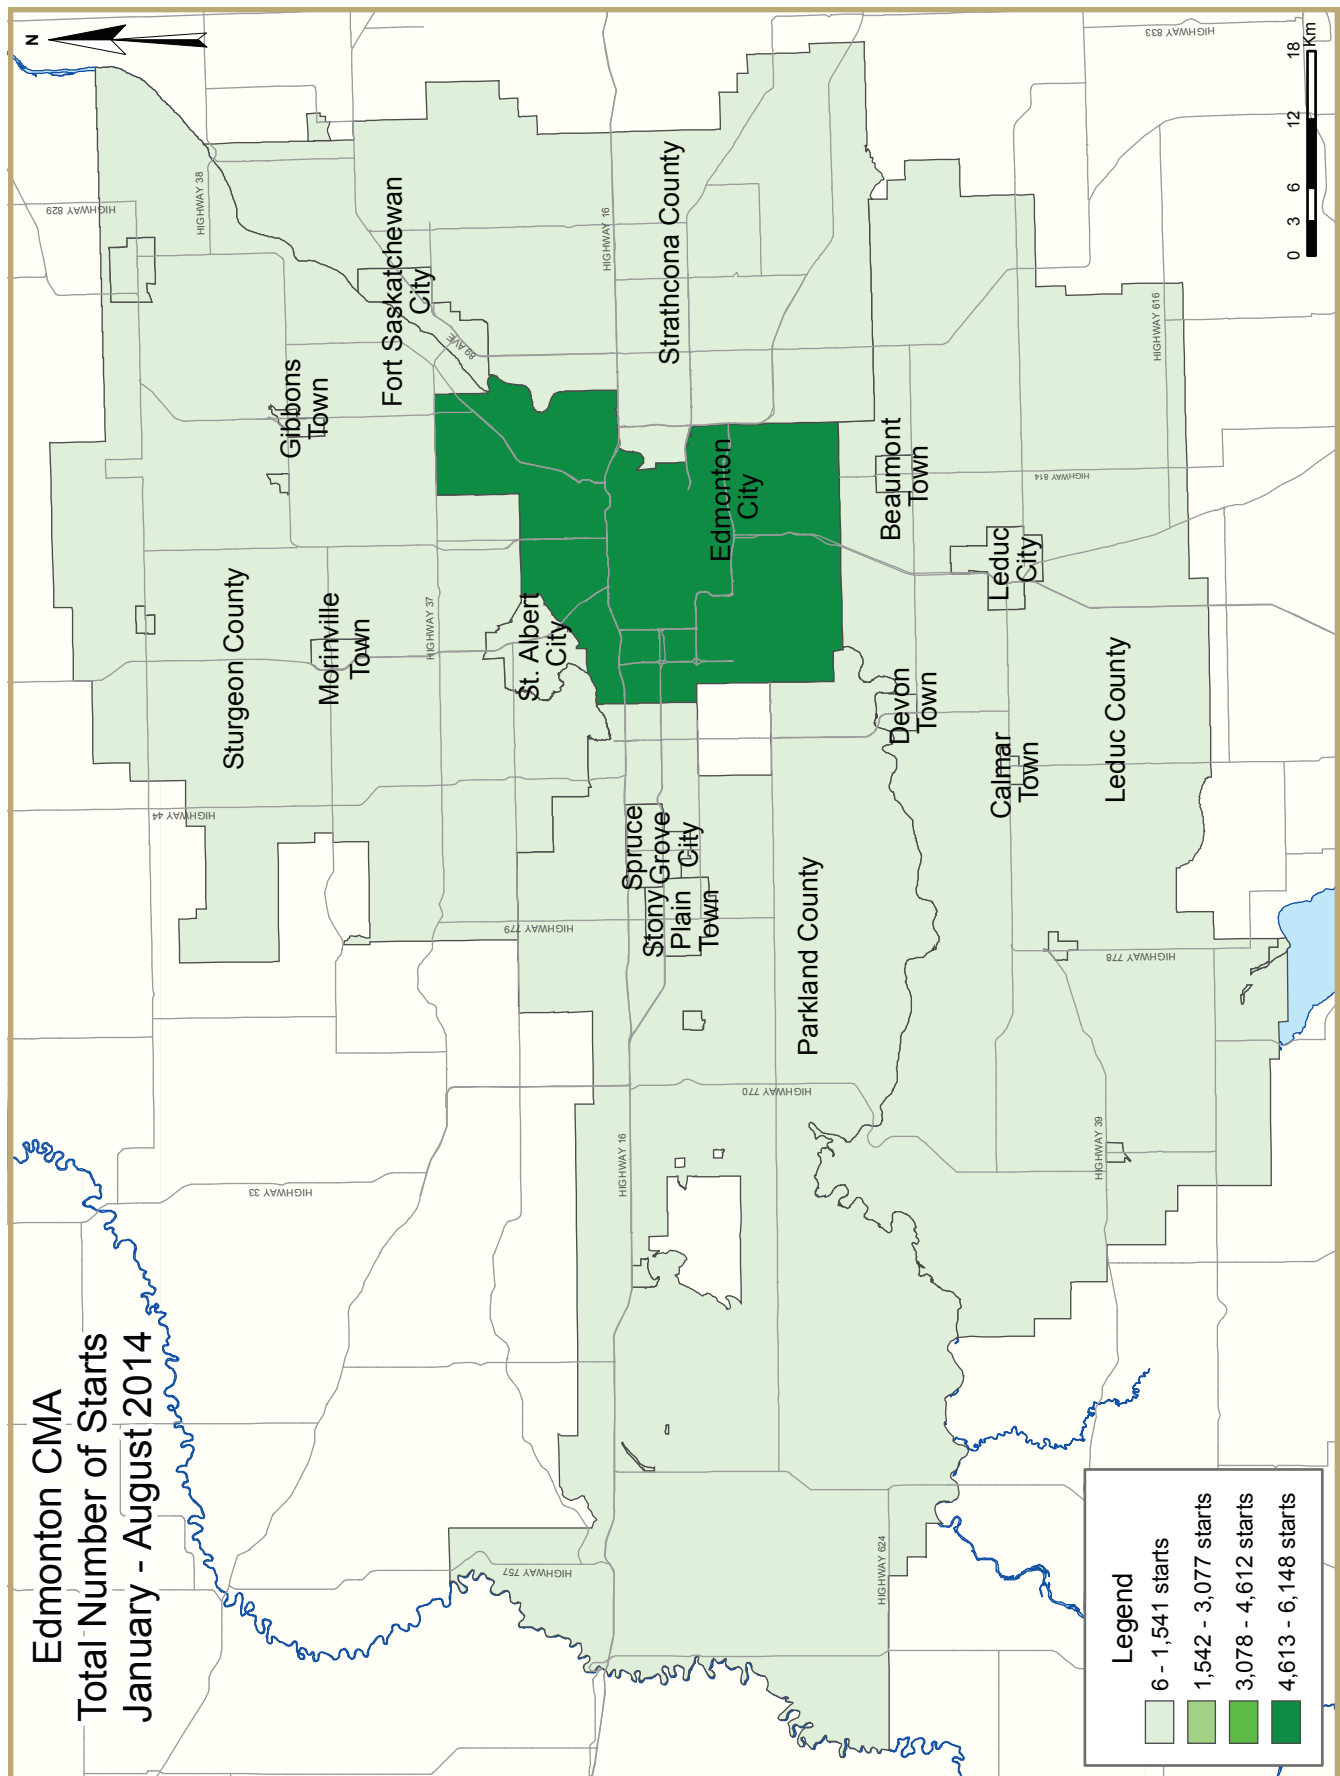 Edmonton CMA
Total Number of Starts
January - August 2014
N
HIGHWAY 829
HIGHWAY 38
HIGHWAY 833
Fort Saskatchewan
City
89 AVE
Gibbons
Town
Sturgeon County
Morinville
Town
HIGHWAY 37
HIGHWAY 44
St. Albert
City
HIGHWAY 16
Strathcona County
Edmonton
City
HIGHWAY 779
Spruce
Grove
City
Stony
Plain
Town
HIGHWAY 33
HIGHWAY 16
HIGHWAY 770
Parkland County
HIGHWAY 757
HIGHWAY 624
Beaumont
Town
HIGHWAY 814
HIGHWAY 616
Leduc
City
Devon
Town
Calmar
Town
Leduc County
HIGHWAY 778
HIGHWAY 39
Legend
6 - 1,541 starts
1,542 - 3,077 starts
3,078 - 4,612 starts
4,613 - 6,148 starts
0 3 6 12 18
Km